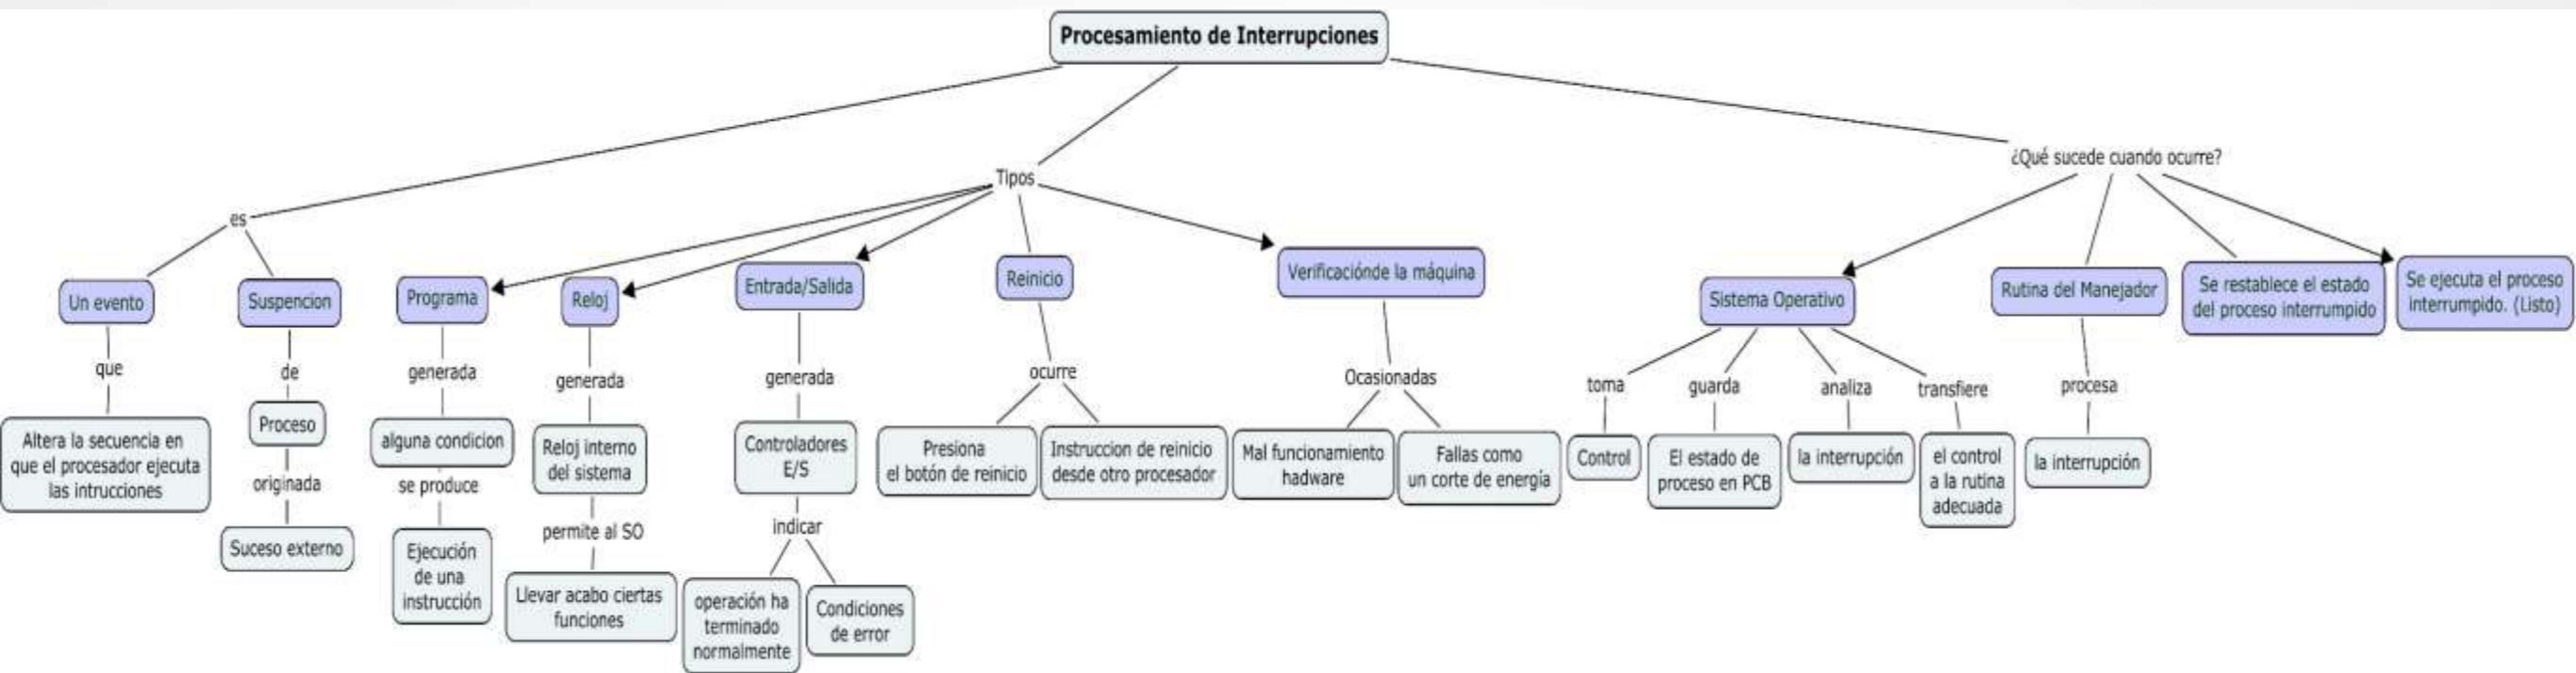 Procesamiento de Interrupciones
es
Un evento
que
Altera la secuencia en
que el procesador ejecuta
las intrucciones
Suspencion
de
Proceso
originada
Suceso externo
Tipos
Programa
generada
alguna condicion
se produce
Ejecución
de una
instrucción
Reloj
generada
Reloj interno
del sistema
permite al SO
Llevar acabo ciertas
funciones
Entrada/Salida
generada
Controladores
E/S
indicar
operación ha
terminado
normalmente
Condiciones
de error
Reinicio
ocurre
Presiona
el botón de reinicio
Instruccion de reinicio
desde otro procesador
Verificaciónde la máquina
Ocasionadas
Mal funcionamiento
hadware
Fallas como
un corte de energía
¿Qué sucede cuando ocurre?
Sistema Operativo
toma
Control
guarda
El estado de
proceso en PCB
analiza
la interrupción
transfiere
el control
a la rutina
adecuada
Rutina del Manejador
procesa
la interrupción
Se restablece el estado
del proceso interrumpido
Se ejecuta el proceso
interrumpido. (Listo)